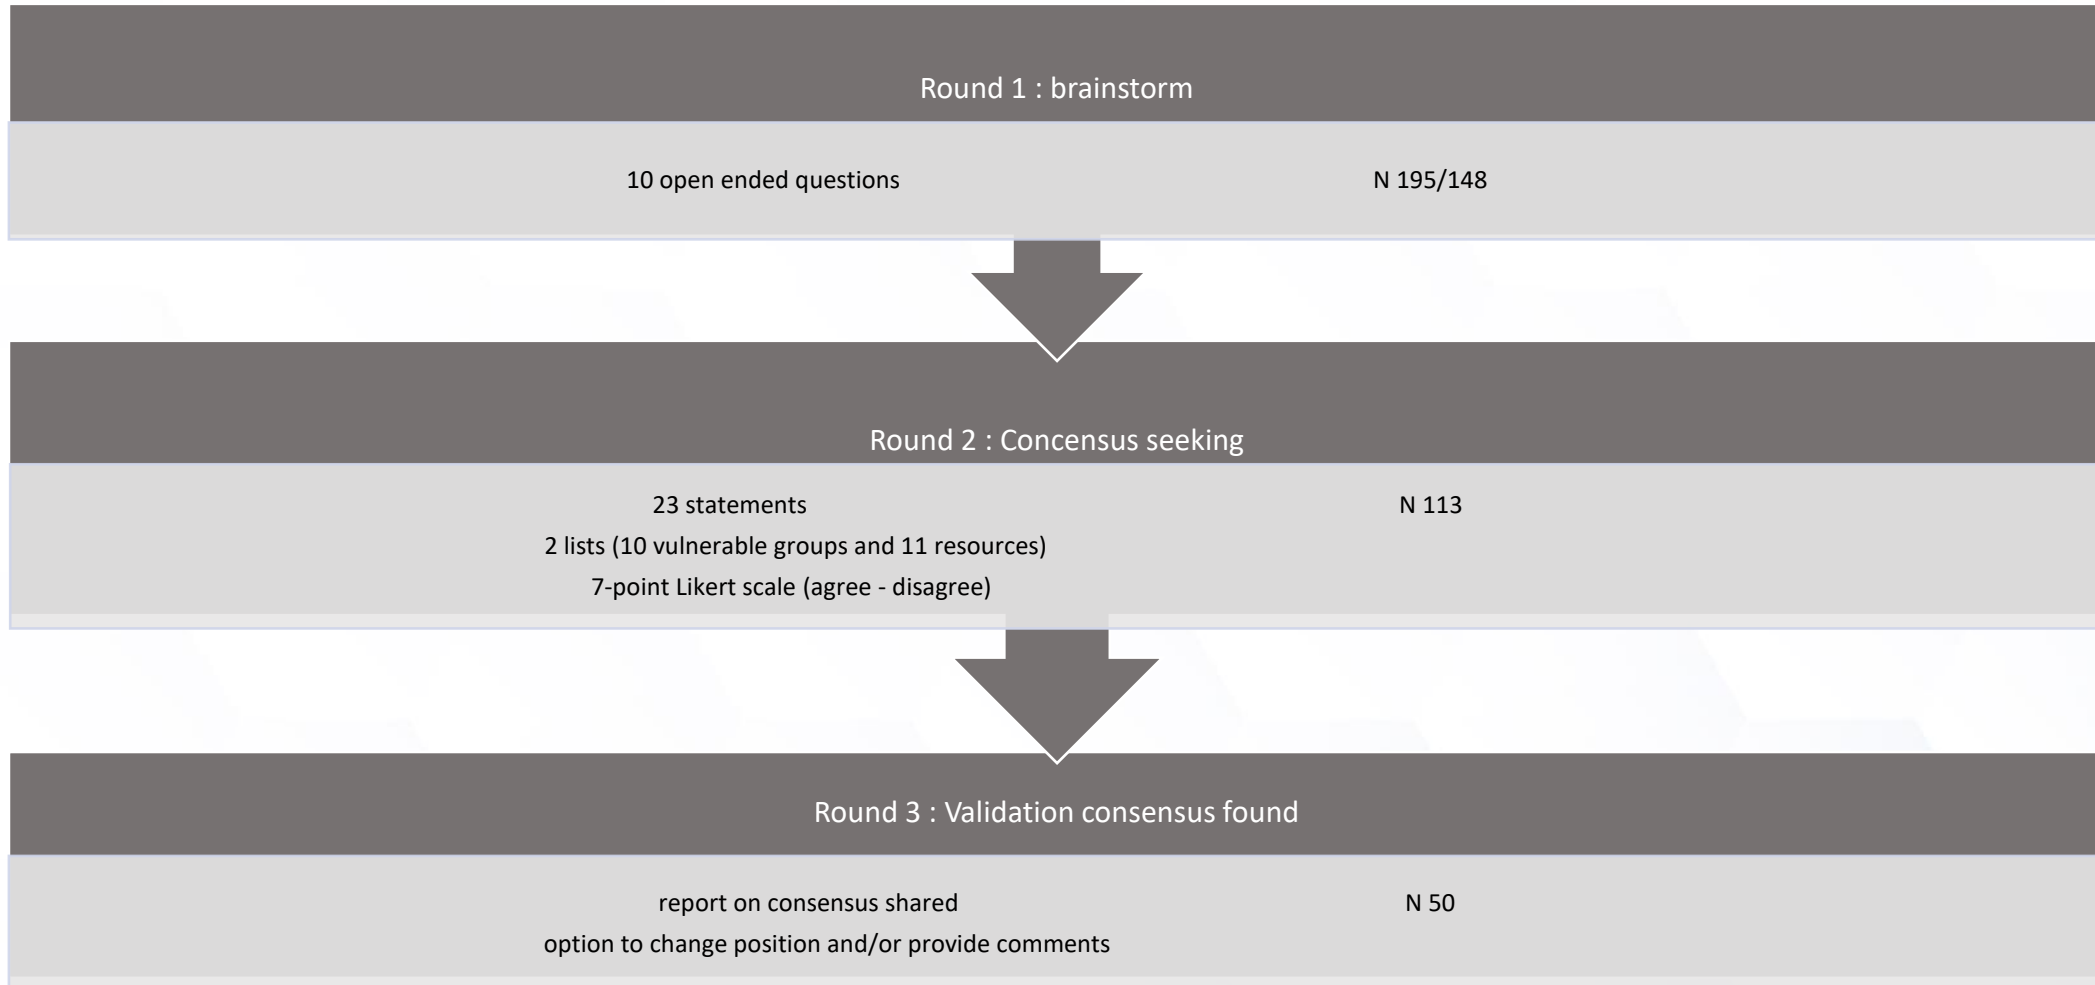 Round 1 : brainstorm
10 open ended questions N 195/148
Round 2 : Concensus seeking
23 statements N 113
2 lists (10 vulnerable groups and 11 resources)
7-point Likert scale (agree - disagree)
Round 3 : Validation consensus found
report on consensus shared N 50
option to change position and/or provide comments